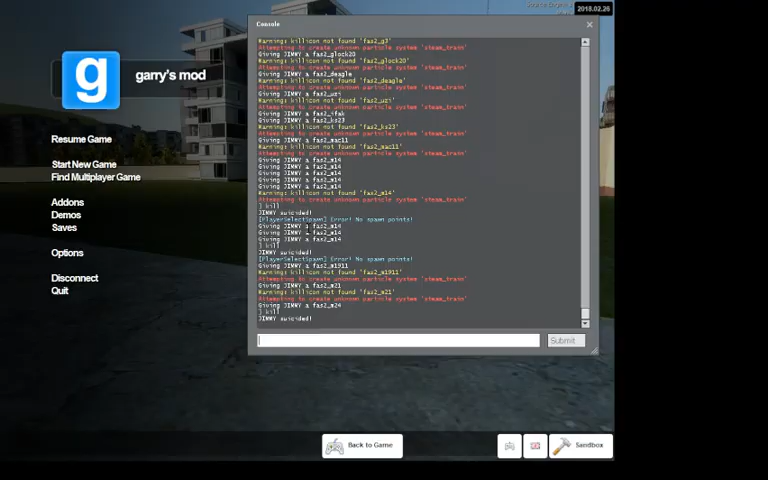 2018.02.26
Console
Warning: killicon not found 'fas2_g3'
Attempting to create unknown particle system 'steam_train'
Giving JIMMY a fas2_glock20
Warning: killicon not found 'fas2_glock20'
Attempting to create unknown particle system 'steam_train'
Giving JIMMY a fas2_deagle
Warning: killicon not found 'fas2_deagle'
Attempting to create unknown particle system 'steam_train'
Giving JIMMY a fas2_uzi
Warning: killicon not found 'fas2_uzi'
Attempting to create unknown particle system 'steam_train'
Giving JIMMY a fas2_ifak
Giving JIMMY a fas2_ks23
Warning: killicon not found 'fas2_ks23'
Attempting to create unknown particle system 'steam_train'
Giving JIMMY a fas2_mac11
Warning: killicon not found 'fas2_mac11'
Attempting to create unknown particle system 'steam_train'
Giving JIMMY a fas2_m14
Giving JIMMY a fas2_m14
Giving JIMMY a fas2_m14
Giving JIMMY a fas2_m14
Giving JIMMY a fas2_m14
Warning: killicon not found 'fas2_m14'
Attempting to create unknown particle system 'steam_train'
] kill
JIMMY suicided!
[PlayerSelectSpawn] Error! No spawn points!
Giving JIMMY a fas2_m14
Giving JIMMY a fas2_m14
Giving JIMMY a fas2_m14
] kill
JIMMY suicided!
[PlayerSelectSpawn] Error! No spawn points!
Giving JIMMY a fas2_m1911
Warning: killicon not found 'fas2_m1911'
Attempting to create unknown particle system 'steam_train'
Giving JIMMY a fas2_m21
Warning: killicon not found 'fas2_m21'
Attempting to create unknown particle system 'steam_train'
Giving JIMMY a fas2_m24
] kill
JIMMY suicided!
Submit
g
garry's mod
Resume Game
Start New Game
Find Multiplayer Game
Addons
Demos
Saves
Options
Disconnect
Quit
Back to Game
Sandbox